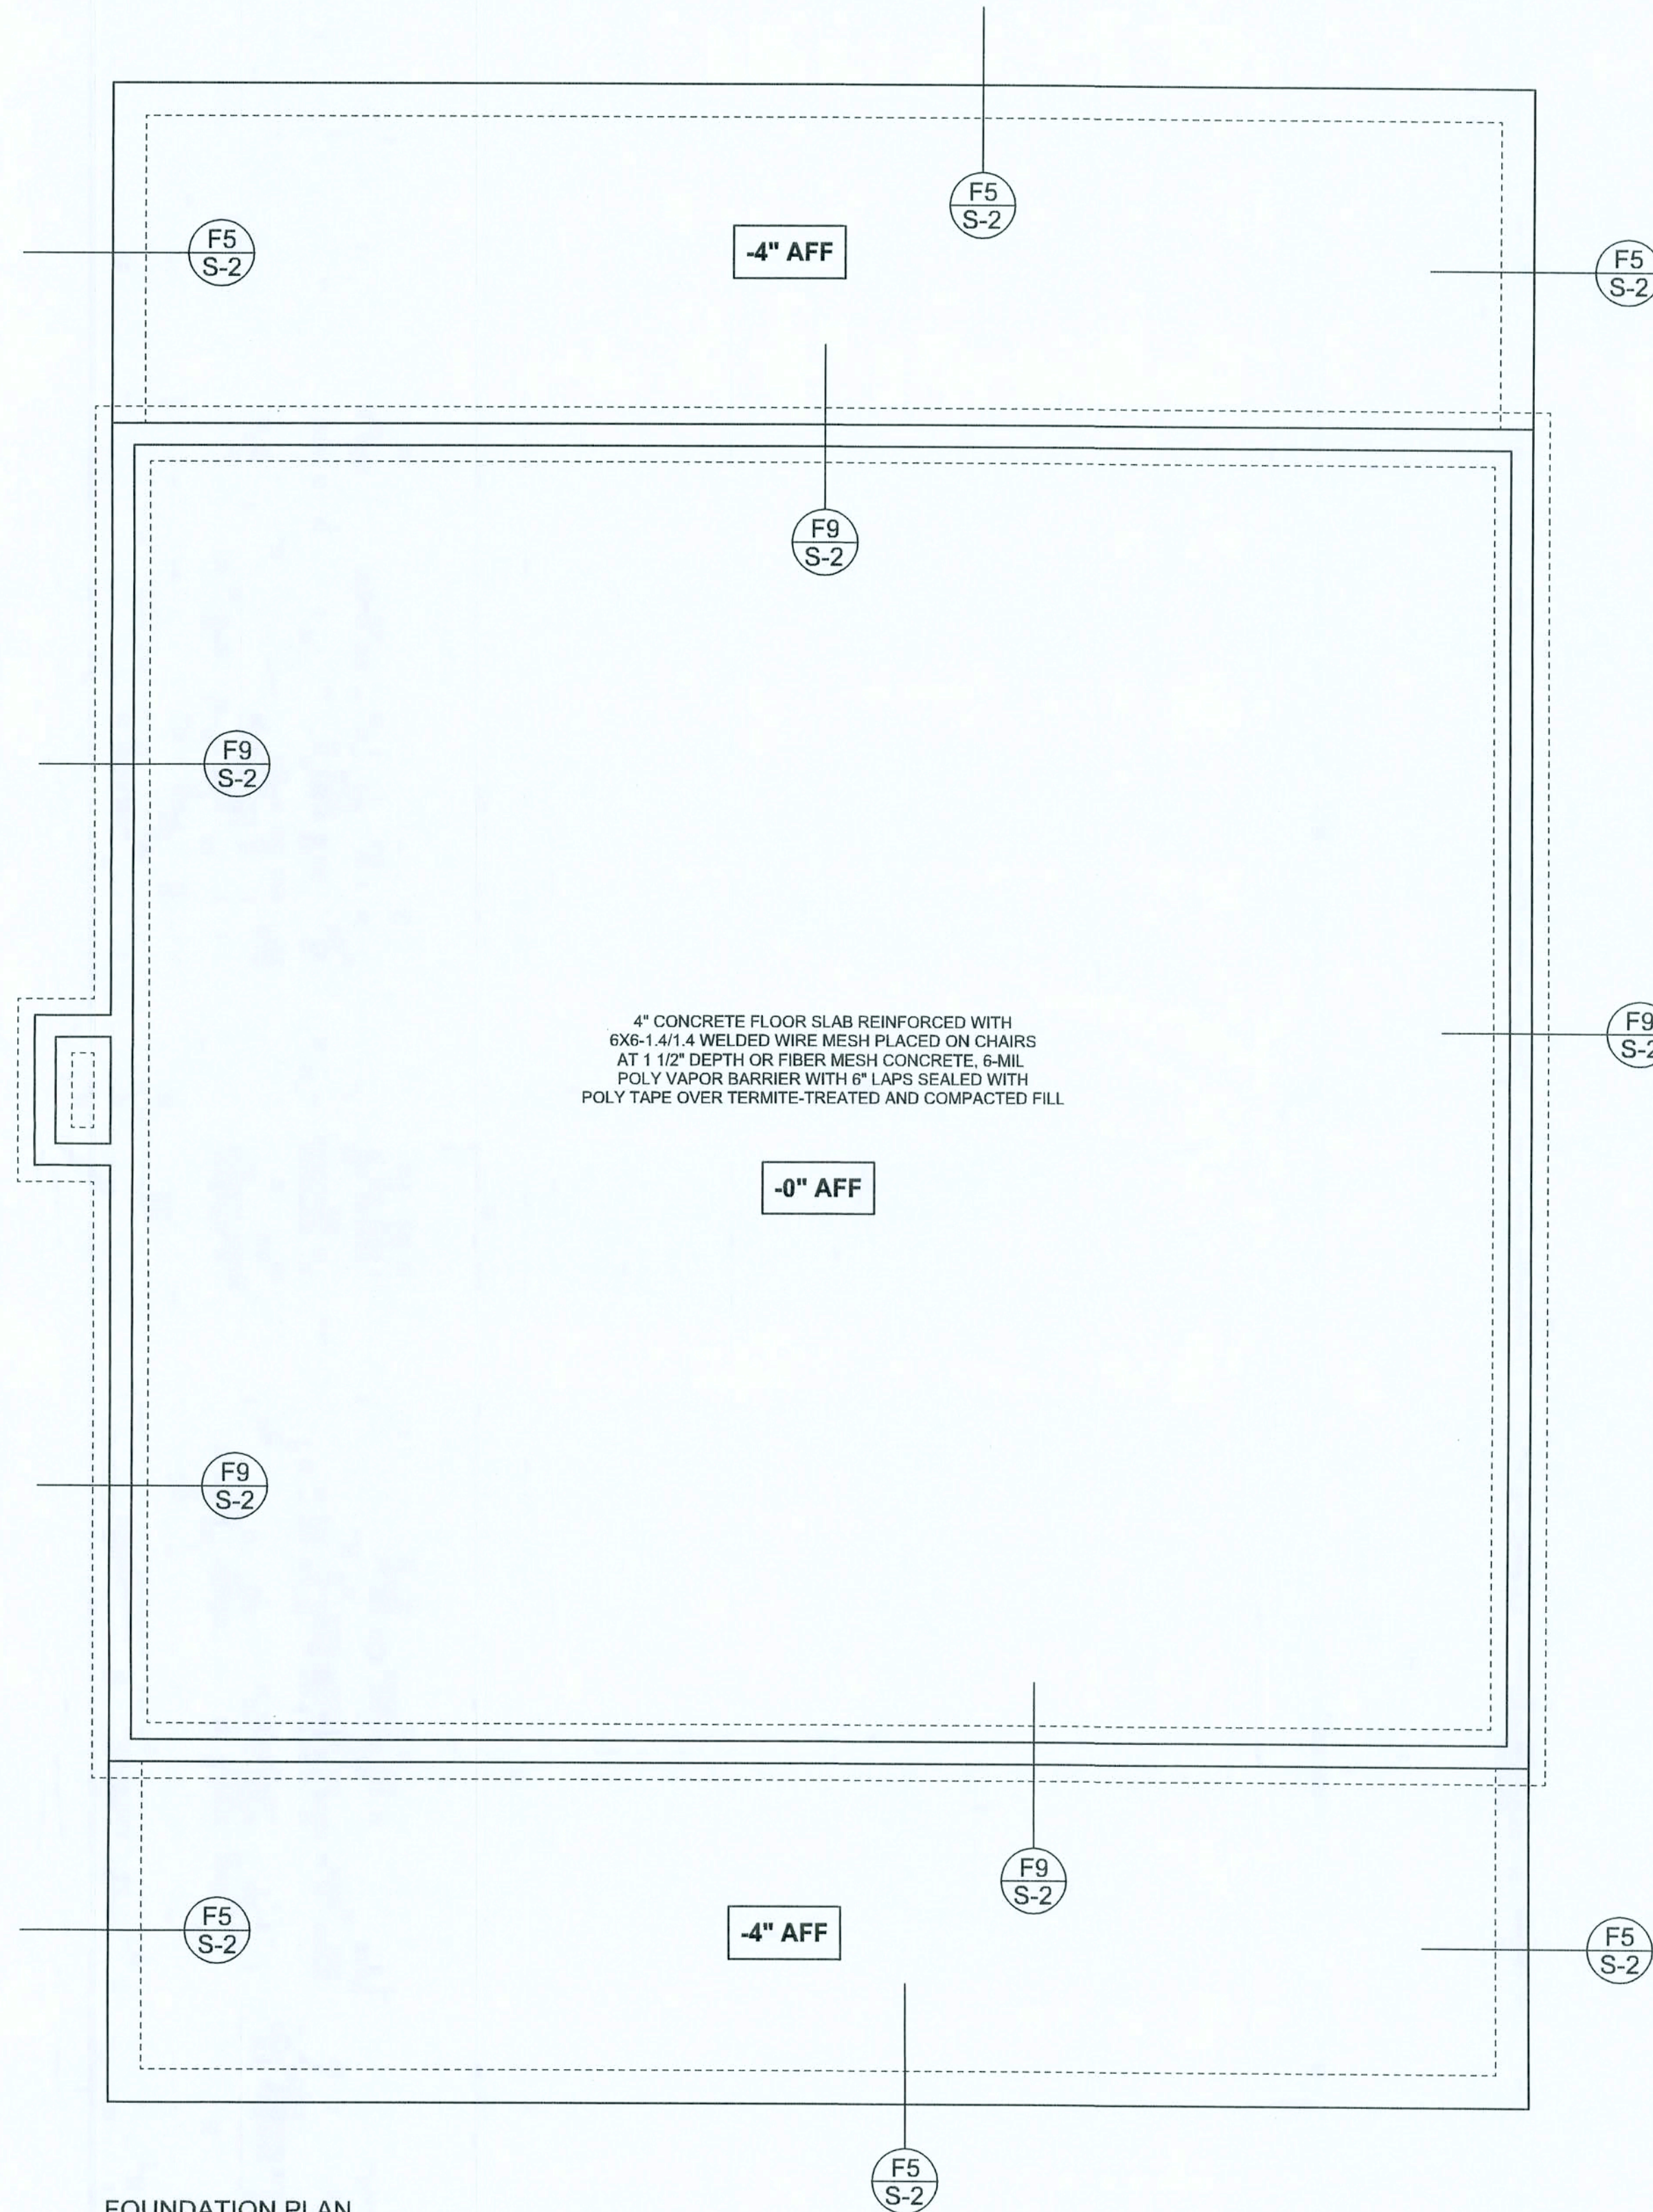 F5
S-2
F5
S-2
-4" AFF
F5
S-2
F9
S-2
F9
S-2
4" CONCRETE FLOOR SLAB REINFORCED WITH
6X6-1.4/1.4 WELDED WIRE MESH PLACED ON CHAIRS
AT 1 1/2" DEPTH OR FIBER MESH CONCRETE, 6-MIL
POLY VAPOR BARRIER WITH 6" LAPS SEALED WITH
POLY TAPE OVER TERMITE-TREATED AND COMPACTED FILL
F9
S-2
-0" AFF
F9
S-2
F9
S-2
F5
S-2
-4" AFF
F5
S-2
F5
S-2
FOUNDATION PLAN